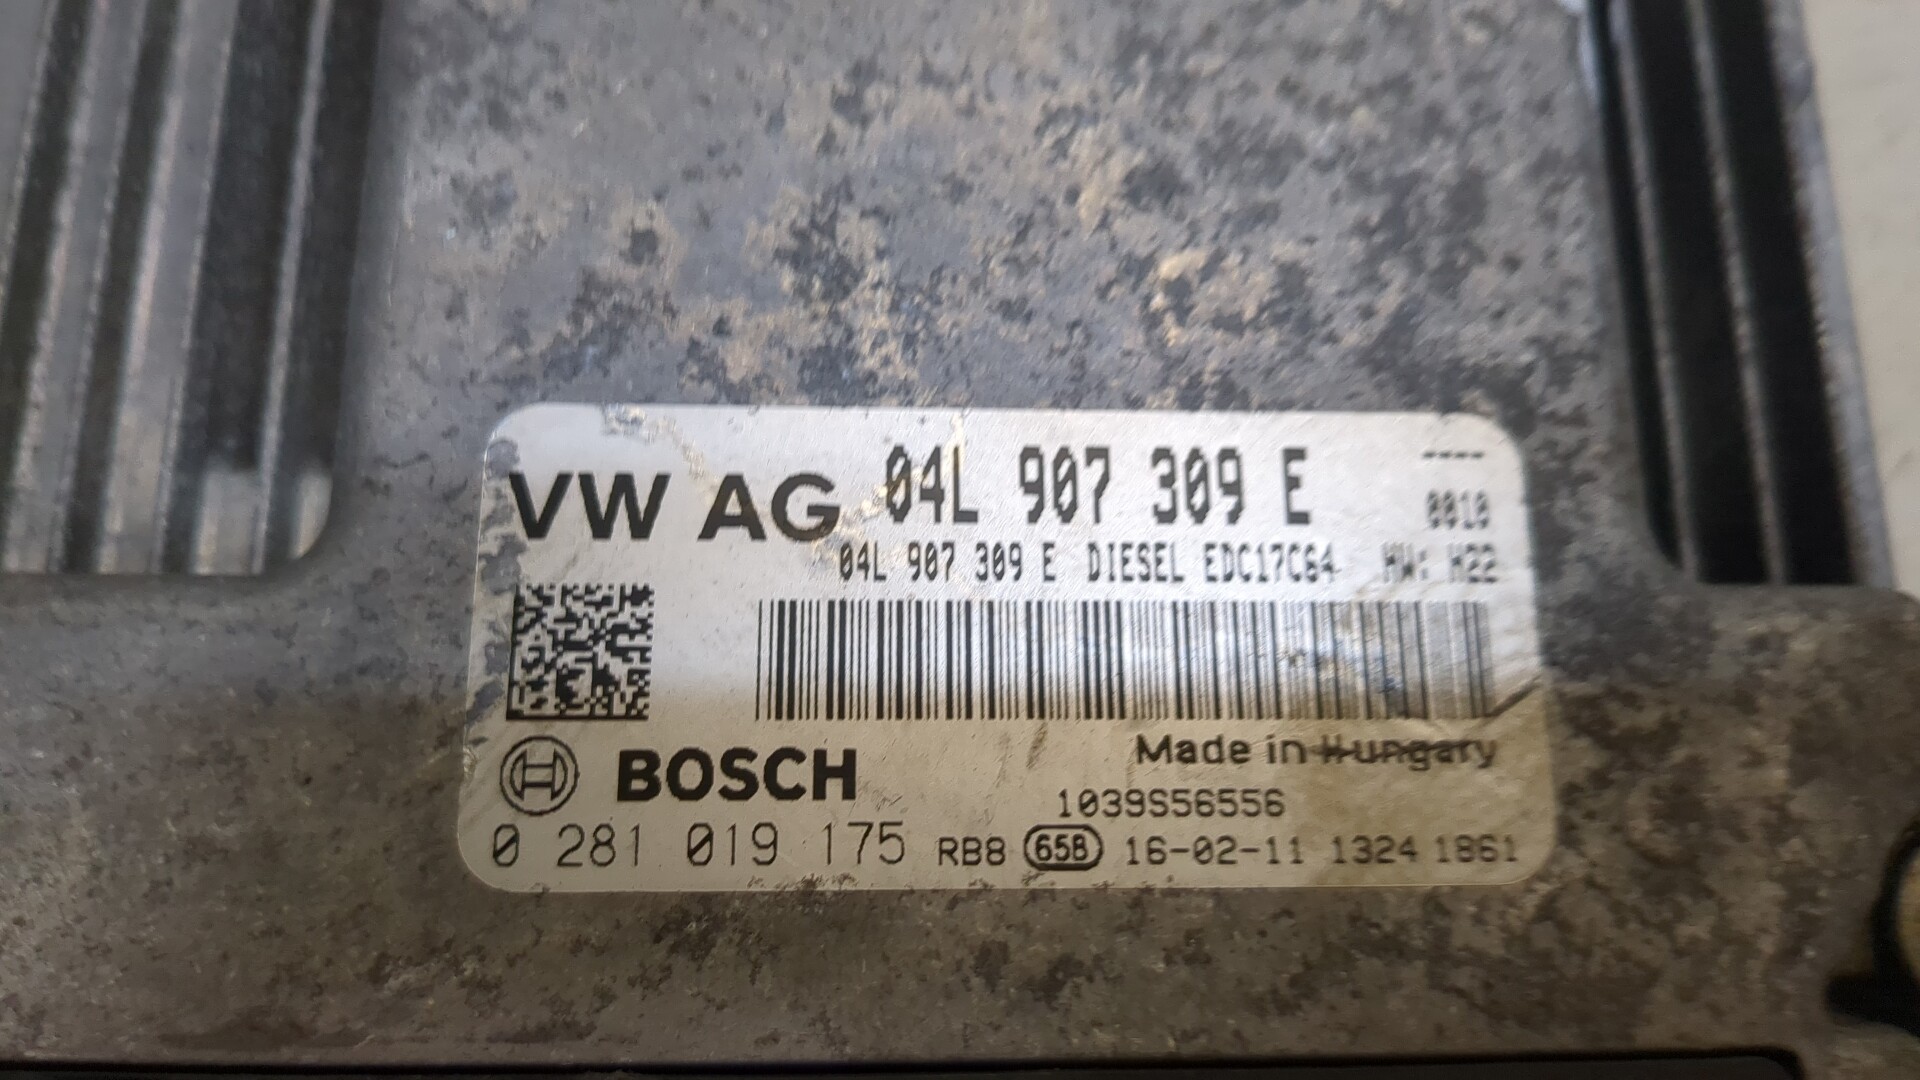 VW AG 04L 907 309 E ----
0010
04L 907 309 E DIESEL EDC17C64 HW: H22
BOSCH Made in Hungary
1039S56556
0 281 019 175 RB8 65B 16-02-11 1324 1861